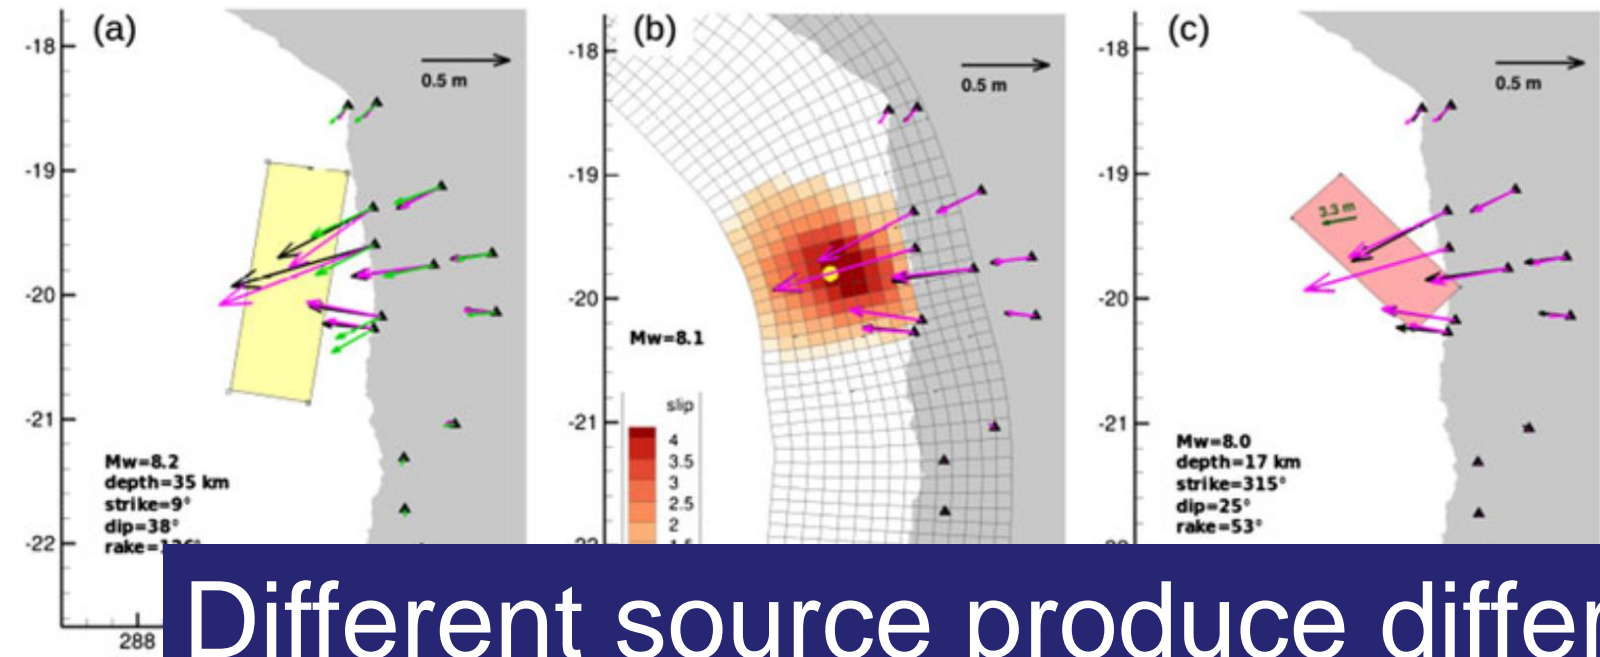 (a)
-18
-19
-20
-21
-22
288
0.5 m
Mw=8.2
depth=35 km
strike=9°
dip=38°
(b)
-18
-19
-20
-21
0.5 m
Mw=8.1
slip
4
3.5
3
2.5
2
(c)
-18
-19
-20
-21
0.5 m
3.3 m
Mw=8.0
depth=17 km
strike=315°
dip=25°
rake=53°
Different source produce differ